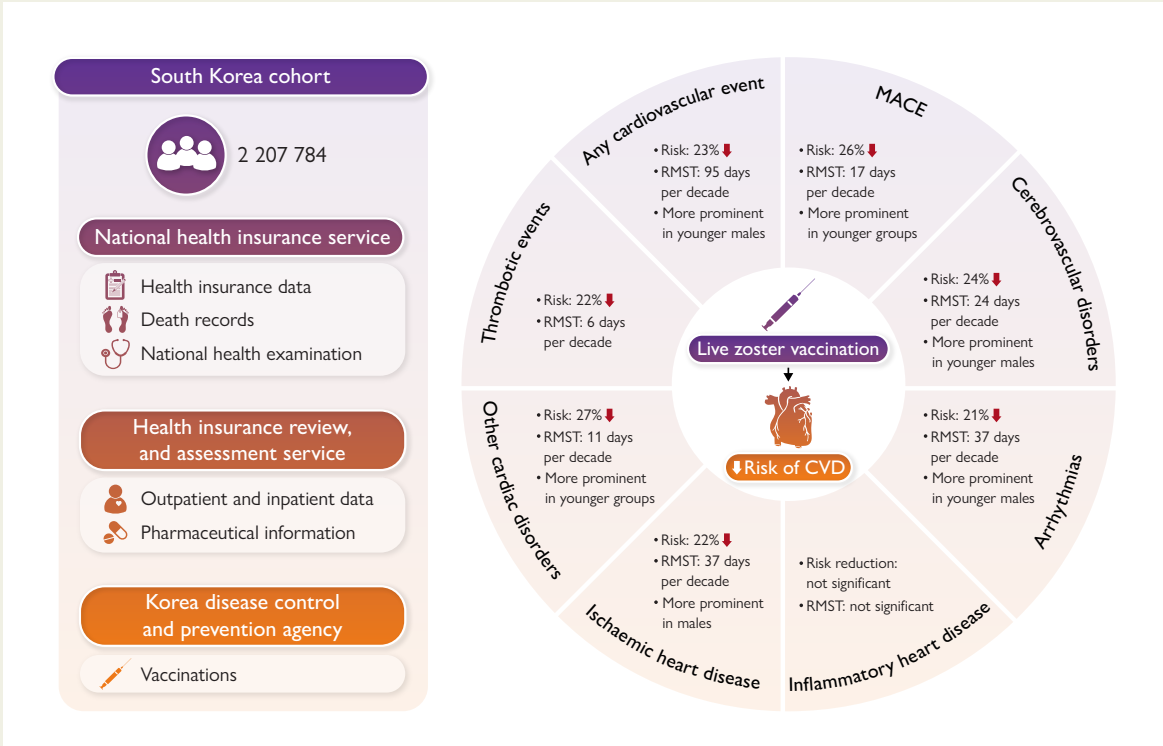 South Korea cohort
2 207 784
National health insurance service
Health insurance data
Death records
National health examination
Health insurance review,
and assessment service
Outpatient and inpatient data
Pharmaceutical information
Korea disease control
and prevention agency
Vaccinations
Any cardiovascular event
• Risk: 23%
• RMST: 95 days
per decade
• More prominent
in younger males
MACE
• Risk: 26%
• RMST: 17 days
per decade
• More prominent
in younger groups
Cerebrovascular disorders
• Risk: 24%
• RMST: 24 days
per decade
• More prominent
in younger males
Arrhythmias
• Risk: 21%
• RMST: 37 days
per decade
• More prominent
in younger males
Inflammatory heart disease
• Risk reduction:
not significant
• RMST: not significant
Ischaemic heart disease
• Risk: 22%
• RMST: 37 days
per decade
• More prominent
in males
Other cardiac disorders
• Risk: 27%
• RMST: 11 days
per decade
• More prominent
in younger groups
Thrombotic events
• Risk: 22%
• RMST: 6 days
per decade
Live zoster vaccination
Risk of CVD